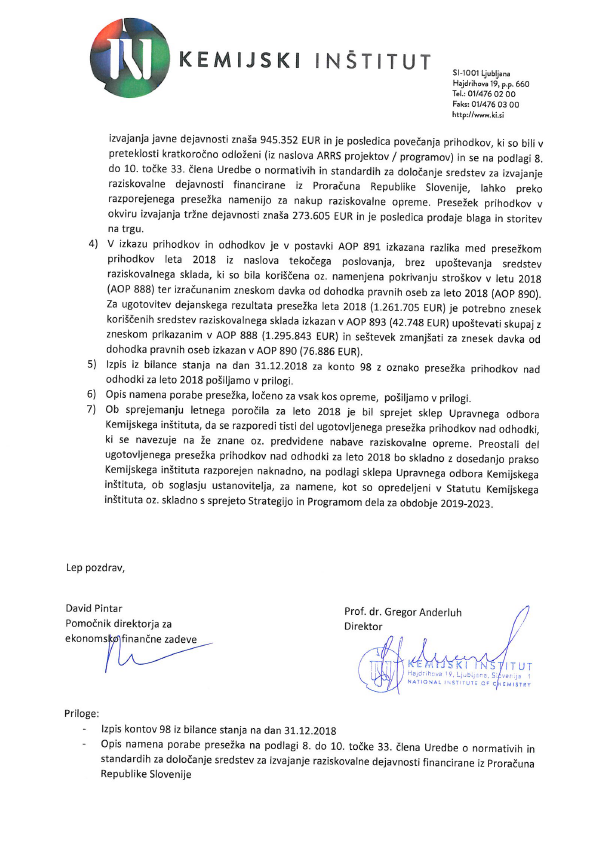 KEMIJSKI INŠTITUT
SI-1001 Ljubljana
Hajdrihova 19, p.p. 660
Tel.: 01/476 02 00
Faks: 01/476 03 00
http://www.ki.si
izvajanja javne dejavnosti znaša 945.352 EUR in je posledica povečanja prihodkov, ki so bili v
preteklosti kratkoročno odloženi (iz naslova ARRS projektov / programov) in se na podlagi 8.
do 10. točke 33. člena Uredbe o normativih in standardih za določanje sredstev za izvajanje
raziskovalne dejavnosti financirane iz Proračuna Republike Slovenije, lahko preko
razporejenega presežka namenijo za nakup raziskovalne opreme. Presežek prihodkov v
okviru izvajanja tržne dejavnosti znaša 273.605 EUR in je posledica prodaje blaga in storitev
na trgu.
4) V izkazu prihodkov in odhodkov je v postavki AOP 891 izkazana razlika med presežkom
prihodkov leta 2018 iz naslova tekočega poslovanja, brez upoštevanja sredstev
raziskovalnega sklada, ki so bila koriščena oz. namenjena pokrivanju stroškov v letu 2018
(AOP 888) ter izračunanim zneskom davka od dohodka pravnih oseb za leto 2018 (AOP 890).
Za ugotovitev dejanskega rezultata presežka leta 2018 (1.261.705 EUR) je potrebno znesek
koriščenih sredstev raziskovalnega sklada izkazan v AOP 893 (42.748 EUR) upoštevati skupaj z
zneskom prikazanim v AOP 888 (1.295.843 EUR) in seštevek zmanjšati za znesek davka od
dohodka pravnih oseb izkazan v AOP 890 (76.886 EUR).
5) Izpis iz bilance stanja na dan 31.12.2018 za konto 98 z oznako presežka prihodkov nad
odhodki za leto 2018 pošiljamo v prilogi.
6) Opis namena porabe presežka, ločeno za vsak kos opreme, pošiljamo v prilogi.
7) Ob sprejemanju letnega poročila za leto 2018 je bil sprejet sklep Upravnega odbora
Kemijskega inštituta, da se razporedi tisti del ugotovljenega presežka prihodkov nad odhodki,
ki se navezuje na že znane oz. predvidene nabave raziskovalne opreme. Preostali del
ugotovljenega presežka prihodkov nad odhodki za leto 2018 bo skladno z dosedanjo prakso
Kemijskega inštituta razporejen naknadno, na podlagi sklepa Upravnega odbora Kemijskega
inštituta, ob soglasju ustanovitelja, za namene, kot so opredeljeni v Statutu Kemijskega
inštituta oz. skladno s sprejeto Strategijo in Programom dela za obdobje 2019-2023.
Lep pozdrav,
David Pintar
Pomočnik direktorja za
ekonomsko finančne zadeve
Prof. dr. Gregor Anderluh
Direktor
KEMIJSKI INŠTITUT
Hajdrihova 19, Ljubljana, Slovenija 1
NATIONAL INSTITUTE OF CHEMISTRY
Priloge:
- Izpis kontov 98 iz bilance stanja na dan 31.12.2018
- Opis namena porabe presežka na podlagi 8. do 10. točke 33. člena Uredbe o normativih in
standardih za določanje sredstev za izvajanje raziskovalne dejavnosti financirane iz Proračuna
Republike Slovenije